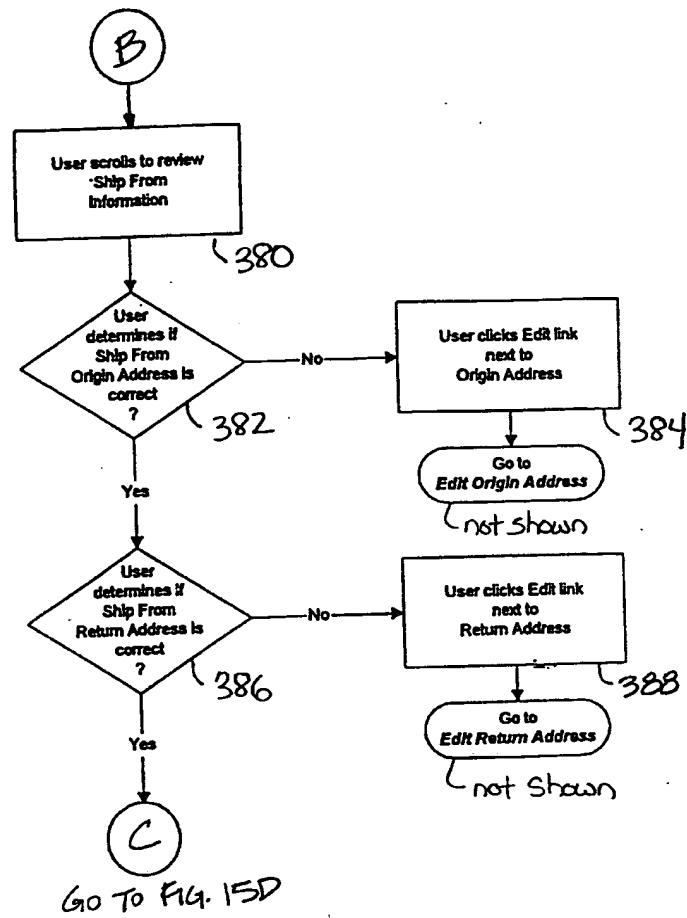 B
User scrolls to review
Ship From
Information
380
User
determines if
Ship From
Origin Address is
correct
?
382
No
User clicks Edit link
next to
Origin Address
384
Go to
Edit Origin Address
not shown
Yes
User
determines if
Ship From
Return Address is
correct
?
386
No
User clicks Edit link
next to
Return Address
388
Go to
Edit Return Address
not shown
Yes
C
GO TO FIG. 15D